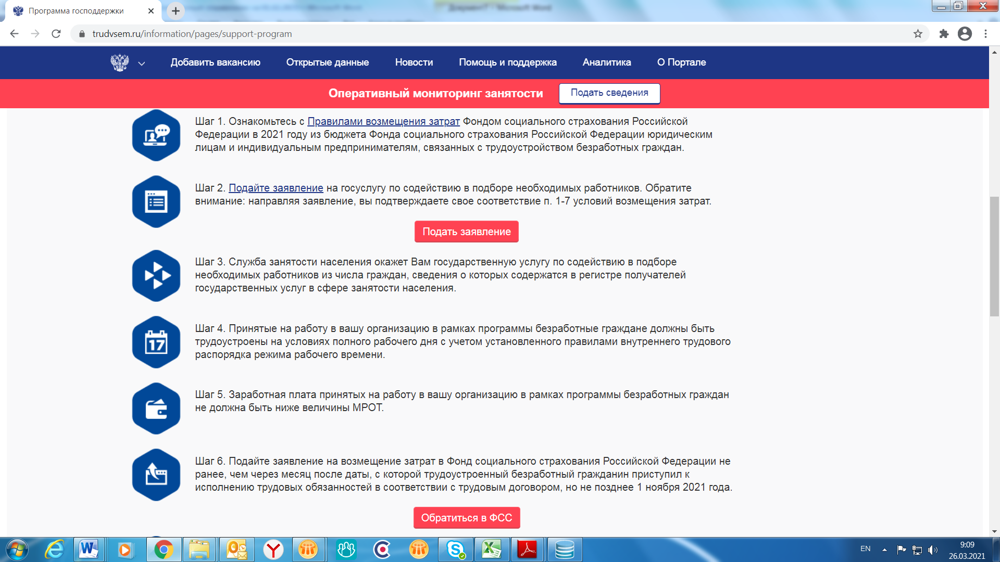 Программа господдержки
trudvsem.ru/information/pages/support-program
Добавить вакансию Открытые данные Новости Помощь и поддержка Аналитика О Портале
Оперативный мониторинг занятости Подать сведения
Шаг 1. Ознакомьтесь с Правилами возмещения затрат Фондом социального страхования Российской
Федерации в 2021 году из бюджета Фонда социального страхования Российской Федерации юридическим
лицам и индивидуальным предпринимателям, связанных с трудоустройством безработных граждан.
Шаг 2. Подайте заявление на госуслугу по содействию в подборе необходимых работников. Обратите
внимание: направляя заявление, вы подтверждаете свое соответствие п. 1-7 условий возмещения затрат.
Подать заявление
Шаг 3. Служба занятости населения окажет Вам государственную услугу по содействию в подборе
необходимых работников из числа граждан, сведения о которых содержатся в регистре получателей
государственных услуг в сфере занятости населения.
17
Шаг 4. Принятые на работу в вашу организацию в рамках программы безработные граждане должны быть
трудоустроены на условиях полного рабочего дня с учетом установленного правилами внутреннего трудового
распорядка режима рабочего времени.
Шаг 5. Заработная плата принятых на работу в вашу организацию в рамках программы безработных граждан
не должна быть ниже величины МРОТ.
Шаг 6. Подайте заявление на возмещение затрат в Фонд социального страхования Российской Федерации не
ранее, чем через месяц после даты, с которой трудоустроенный безработный гражданин приступил к
исполнению трудовых обязанностей в соответствии с трудовым договором, но не позднее 1 ноября 2021 года.
Обратиться в ФСС
EN
9:09
26.03.2021